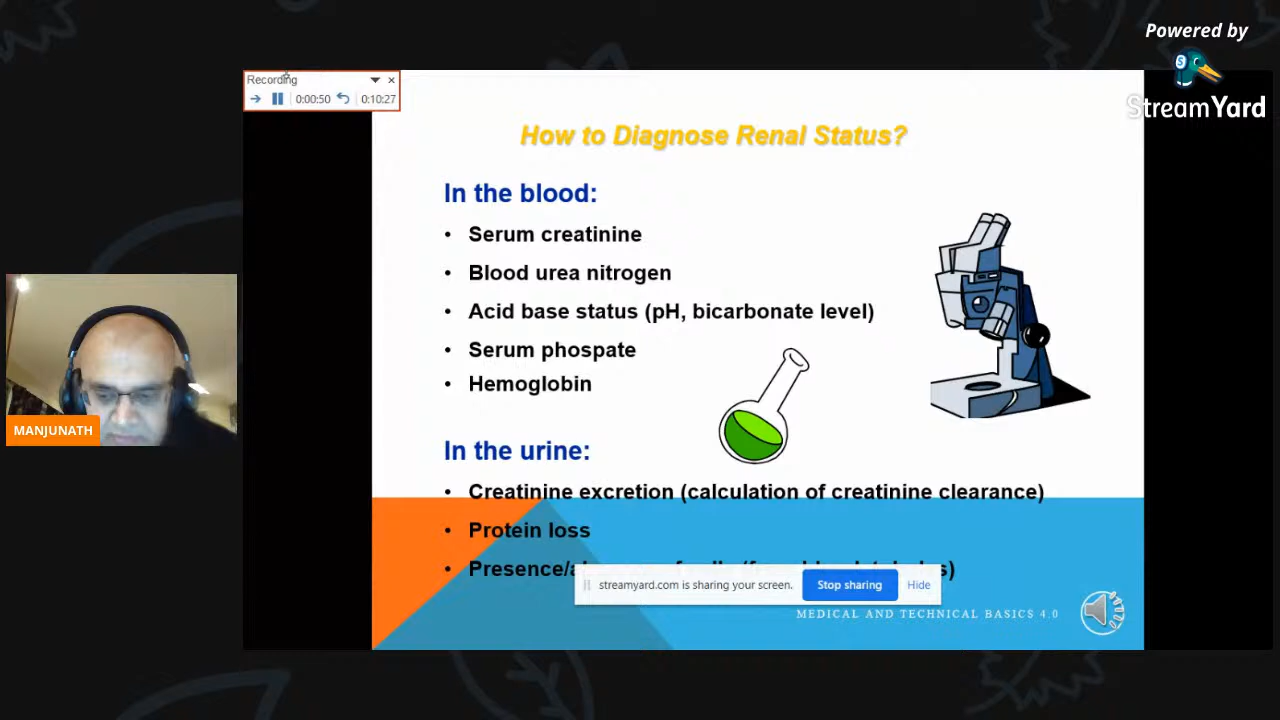 Powered by
StreamYard
Recording
0:00:50 0:10:27
How to Diagnose Renal Status?
In the blood:
• Serum creatinine
• Blood urea nitrogen
• Acid base status (pH, bicarbonate level)
• Serum phospate
• Hemoglobin
In the urine:
• Creatinine excretion (calculation of creatinine clearance)
• Protein loss
• Presence/
streamyard.com is sharing your screen. Stop sharing Hide
MEDICAL AND TECHNICAL BASICS 4.0
MANJUNATH